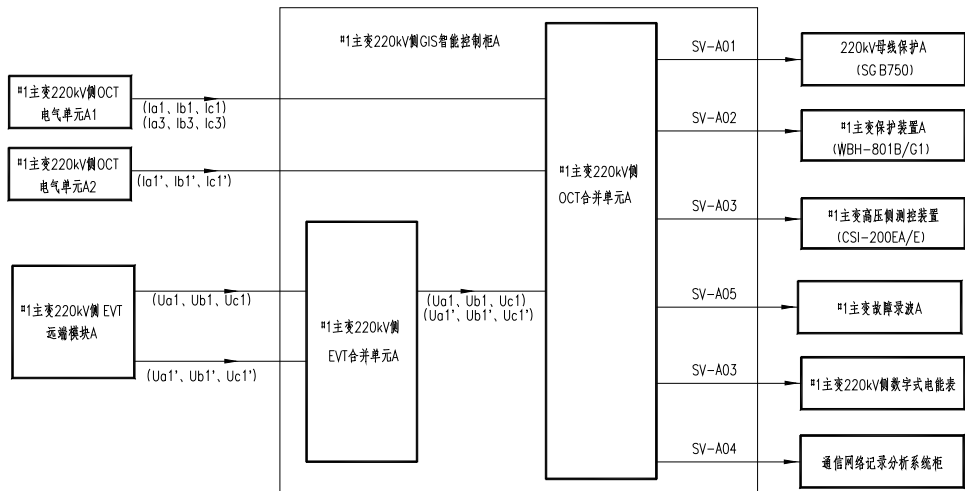 #1主变220kV侧GIS智能控制柜A
#1主变220kV侧OCT
电气单元A1
(Ia1、Ib1、Ic1)
(Ia3、Ib3、Ic3)
#1主变220kV侧OCT
电气单元A2
(Ia1'、Ib1'、Ic1')
#1主变220kV侧 EVT
远端模块A
(Ua1、Ub1、Uc1)
(Ua1'、Ub1'、Uc1')
#1主变220kV侧
EVT合并单元A
(Ua1、Ub1、Uc1)
(Ua1'、Ub1'、Uc1')
#1主变220kV侧
OCT合并单元A
SV-A01
220kV母线保护A
(SGB750)
SV-A02
#1主变保护装置A
(WBH-801B/G1)
SV-A03
#1主变高压侧测控装置
(CSI-200EA/E)
SV-A05
#1主变故障录波A
SV-A03
#1主变220kV侧数字式电能表
SV-A04
通信网络记录分析系统柜